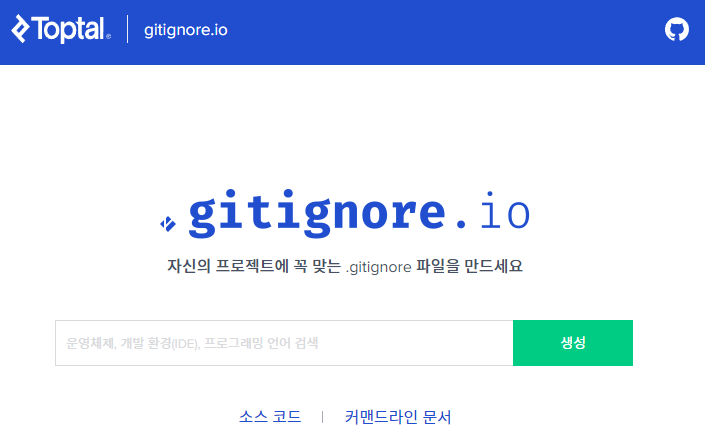 Toptal® gitignore.io
.gitignore.io
자신의 프로젝트에 꼭 맞는 .gitignore 파일을 만드세요
운영체제, 개발 환경(IDE), 프로그래밍 언어 검색 생성
소스 코드 | 커맨드라인 문서